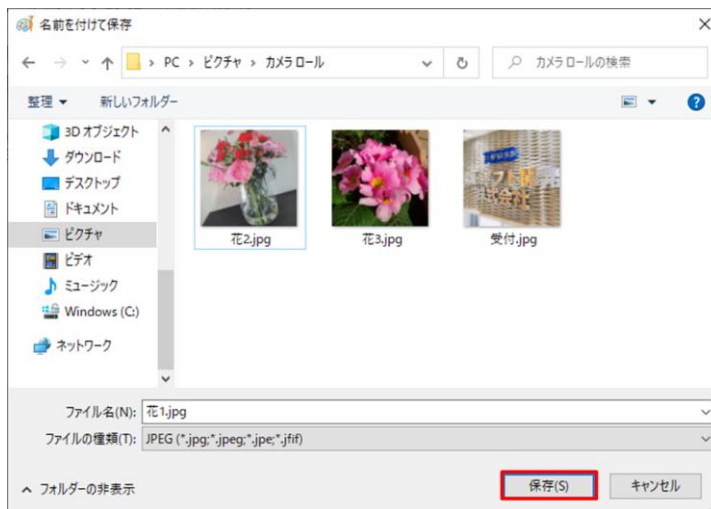 名前を付けて保存
PC › ピクチャ › カメラロール
カメラロールの検索
整理 ▼ 新しいフォルダー
3D オブジェクト
ダウンロード
デスクトップ
ドキュメント
ピクチャ
ビデオ
ミュージック
Windows (C:)
ネットワーク
花2.jpg
花3.jpg
受付.jpg
ファイル名(N): 花1.jpg
ファイルの種類(T): JPEG (*.jpg;*.jpeg;*.jpe;*.jfif)
フォルダーの非表示
保存(S)
キャンセル